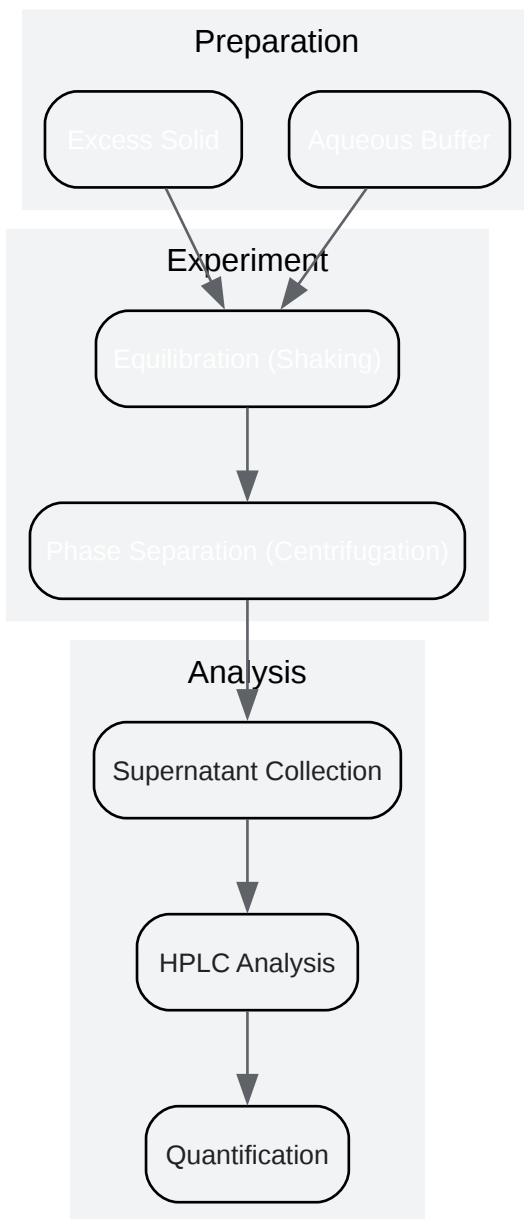 Preparation
Excess Solid
Aqueous Buffer
Experiment
Equilibration (Shaking)
Phase Separation (Centrifugation)
Analysis
Supernatant Collection
HPLC Analysis
Quantification